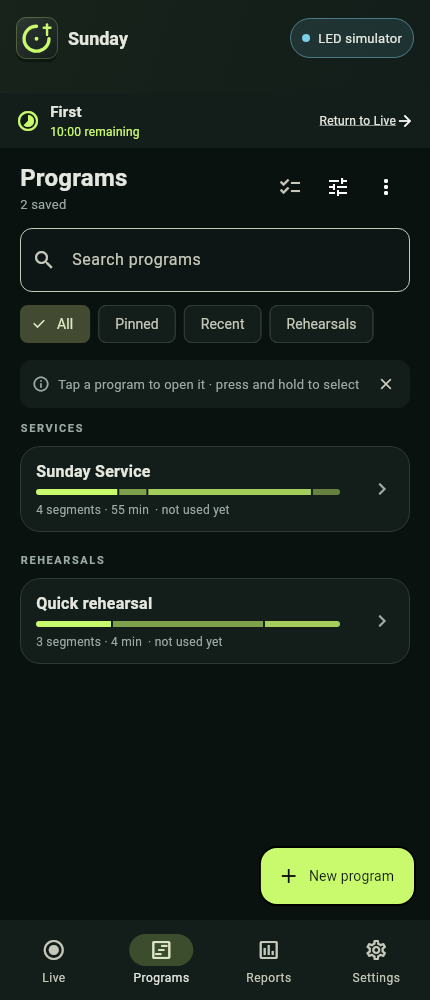 Sunday
LED simulator
First
10:00 remaining
Return to Live
Programs
2 saved
Search programs
All
Pinned
Recent
Rehearsals
Tap a program to open it · press and hold to select
SERVICES
Sunday Service
4 segments · 55 min · not used yet
REHEARSALS
Quick rehearsal
3 segments · 4 min · not used yet
New program
Live
Programs
Reports
Settings